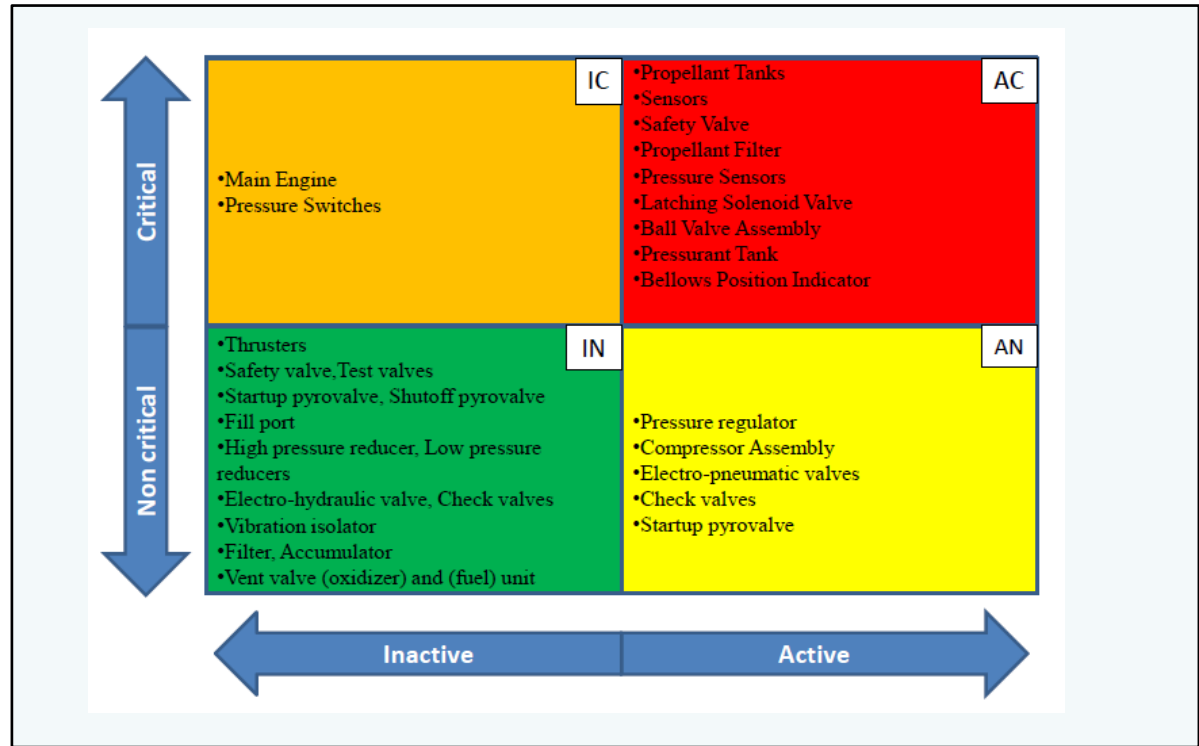 IC
•Main Engine
•Pressure Switches
AC
•Propellant Tanks
•Sensors
•Safety Valve
•Propellant Filter
•Pressure Sensors
•Latching Solenoid Valve
•Ball Valve Assembly
•Pressurant Tank
•Bellows Position Indicator
Critical
IN
•Thrusters
•Safety valve,Test valves
•Startup pyrovalve, Shutoff pyrovalve
•Fill port
•High pressure reducer, Low pressure
reducers
•Electro-hydraulic valve, Check valves
•Vibration isolator
•Filter, Accumulator
•Vent valve (oxidizer) and (fuel) unit
AN
•Pressure regulator
•Compressor Assembly
•Electro-pneumatic valves
•Check valves
•Startup pyrovalve
Non critical
Inactive
Active